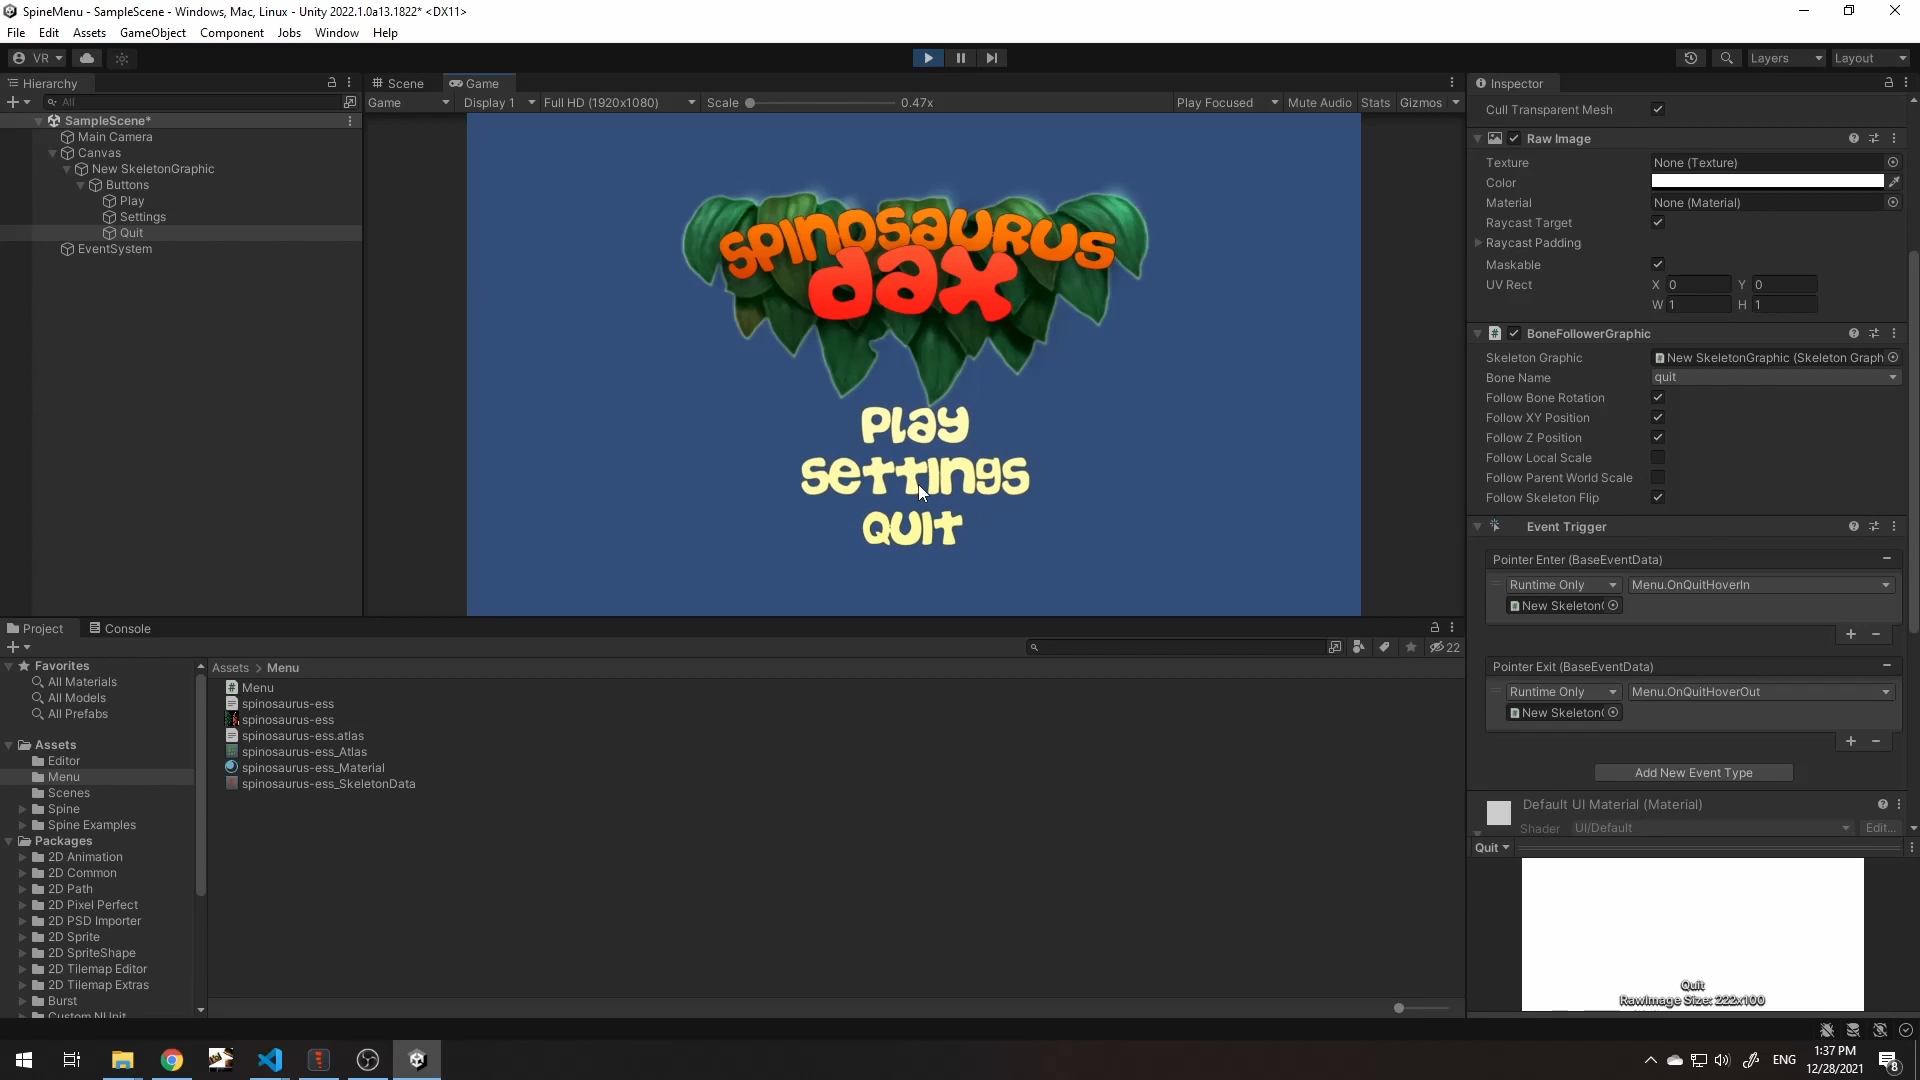 SpineMenu - SampleScene - Windows, Mac, Linux - Unity 2022.1.0a13.1822* <DX11>
File Edit Assets GameObject Component Jobs Window Help
VR Layers Layout
Hierarchy
All
SampleScene*
Main Camera
Canvas
New SkeletonGraphic
Buttons
Play
Settings
Quit
EventSystem
Scene Game
Game Display 1 Full HD (1920x1080) Scale 0.47x Play Focused Mute Audio Stats Gizmos
SPINOSAURUS
DAX
PLAY
SETTINGS
QUIT
Inspector
Cull Transparent Mesh
Raw Image
Texture None (Texture)
Color
Material None (Material)
Raycast Target
Raycast Padding
Maskable
UV Rect X 0 Y 0
W 1 H 1
BoneFollowerGraphic
Skeleton Graphic New SkeletonGraphic (Skeleton Graph
Bone Name quit
Follow Bone Rotation
Follow XY Position
Follow Z Position
Follow Local Scale
Follow Parent World Scale
Follow Skeleton Flip
Event Trigger
Pointer Enter (BaseEventData)
Runtime Only Menu.OnQuitHoverIn
New Skeleton(
Pointer Exit (BaseEventData)
Runtime Only Menu.OnQuitHoverOut
New Skeleton(
Add New Event Type
Default UI Material (Material)
Shader UI/Default Edit...
Quit
Quit
RawImage Size: 222x100
Project Console
22
Favorites
All Materials
All Models
All Prefabs
Assets
Editor
Menu
Scenes
Spine
Spine Examples
Packages
2D Animation
2D Common
2D Path
2D Pixel Perfect
2D PSD Importer
2D Sprite
2D SpriteShape
2D Tilemap Editor
2D Tilemap Extras
Burst
Custom NUnit
Assets > Menu
Menu
spinosaurus-ess
spinosaurus-ess
spinosaurus-ess.atlas
spinosaurus-ess_Atlas
spinosaurus-ess_Material
spinosaurus-ess_SkeletonData
ENG
1:37 PM
12/28/2021
8